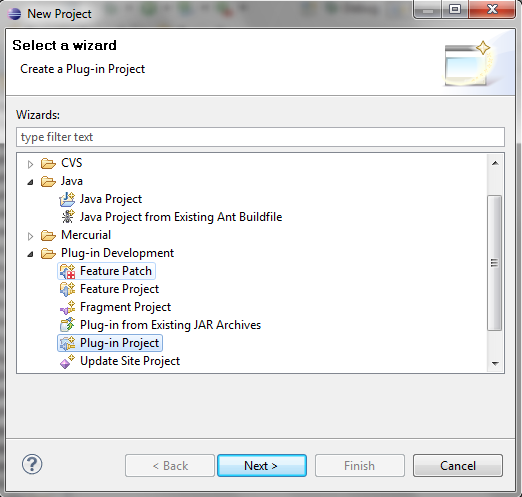 New Project
Select a wizard
Create a Plug-in Project
Wizards:
type filter text
CVS
Java
Java Project
Java Project from Existing Ant Buildfile
Mercurial
Plug-in Development
Feature Patch
Feature Project
Fragment Project
Plug-in from Existing JAR Archives
Plug-in Project
Update Site Project
< Back
Next >
Finish
Cancel